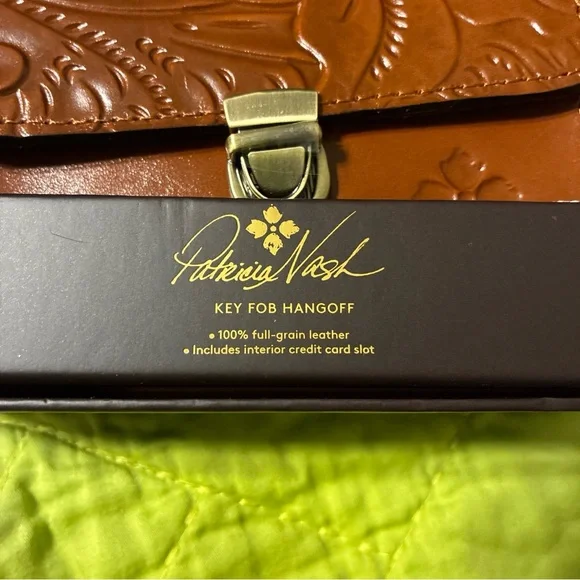 Patricia Nash
KEY FOB HANGOFF
• 100% full-grain leather
• Includes interior credit card slot